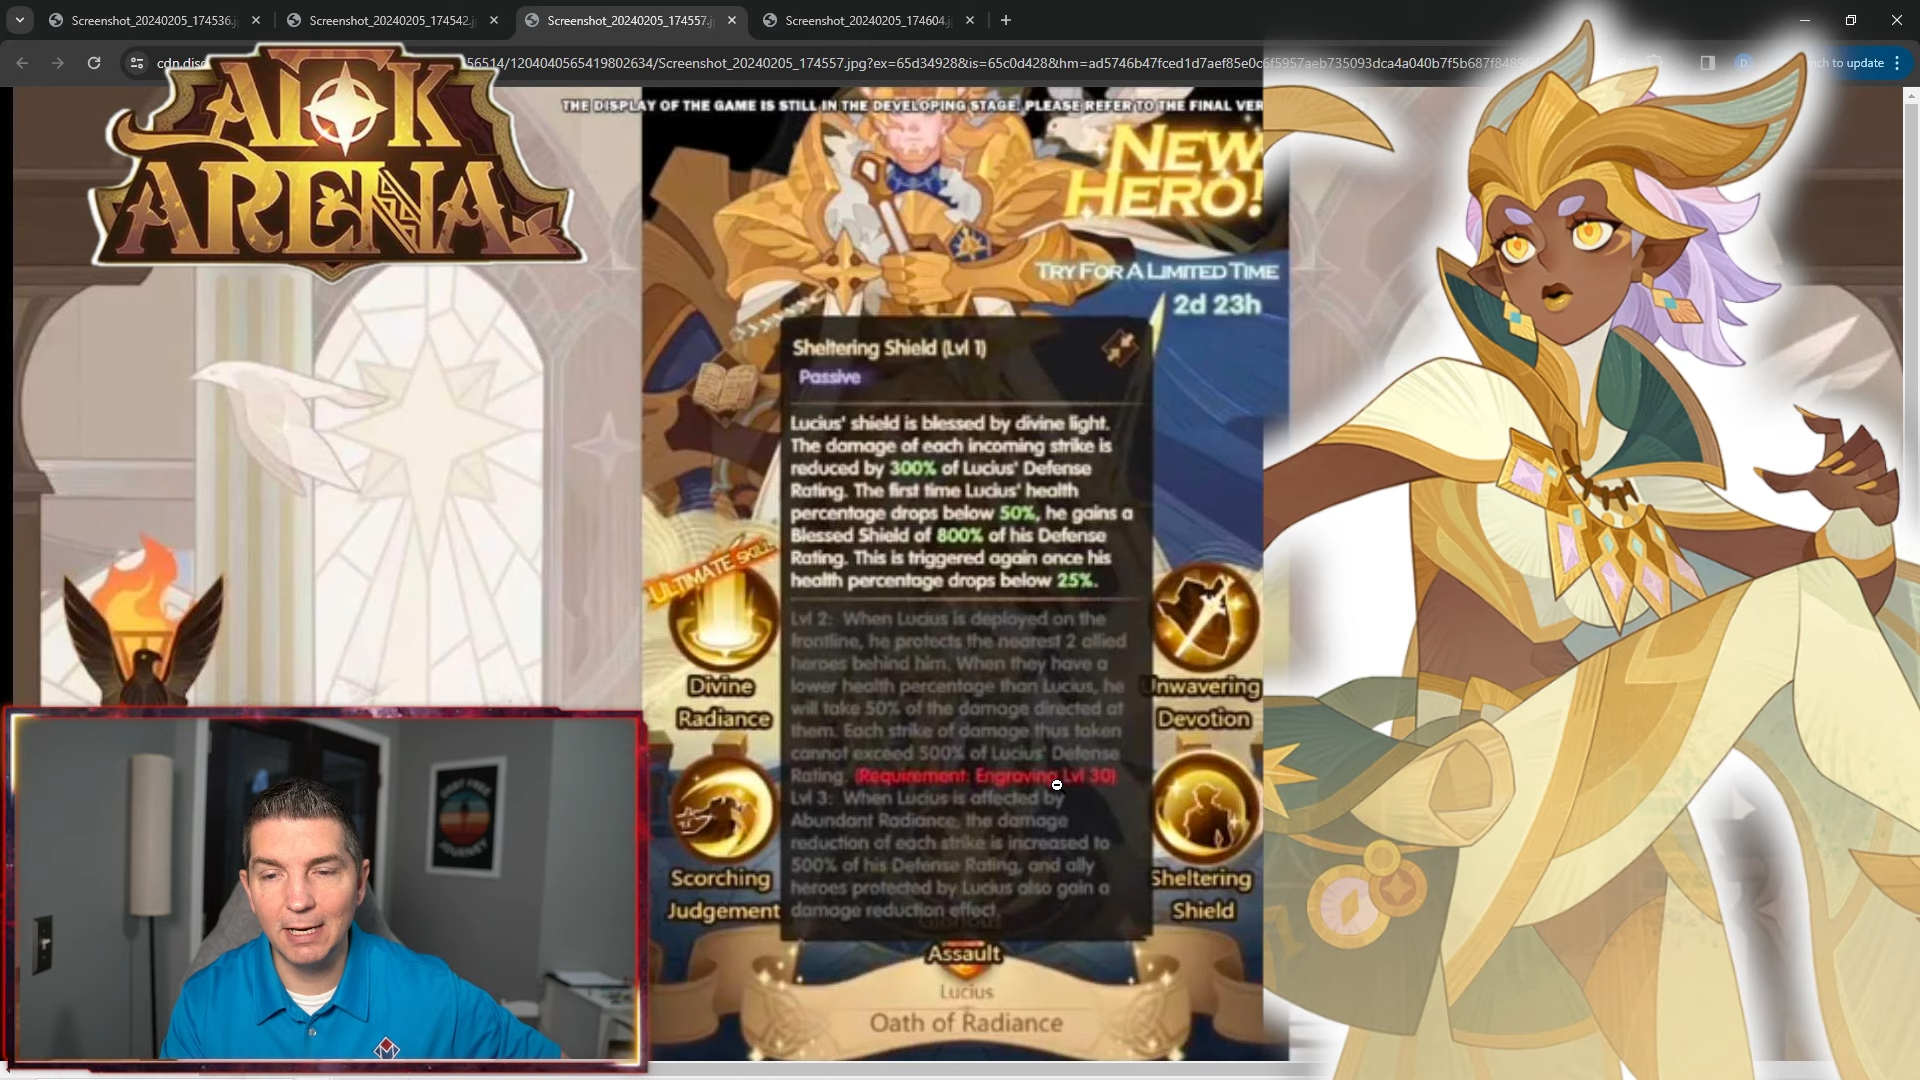 Screenshot_20240205_174536.j
Screenshot_20240205_174542.j
Screenshot_20240205_174557.j
Screenshot_20240205_174604.j
cdn.disc
56514/1204040565419802634/Screenshot_20240205_174557.jpg?ex=65d34928&is=65c0d428&hm=ad5746b47fced1d7aef85e0c6f5957aeb735093dca4a040b7f5b687f848
D
nch to update
AFK
ARENA
THE DISPLAY OF THE GAME IS STILL IN THE DEVELOPING STAGE. PLEASE REFER TO THE FINAL VER
NEW
HERO!
TRY FOR A LIMITED TIME
2d 23h
Sheltering Shield (Lvl 1)
Passive
Lucius' shield is blessed by divine light.
The damage of each incoming strike is
reduced by 300% of Lucius' Defense
Rating. The first time Lucius' health
percentage drops below 50%, he gains a
Blessed Shield of 800% of his Defense
Rating. This is triggered again once his
health percentage drops below 25%.
Lvl 2: When Lucius is deployed on the
frontline, he protects the nearest 2 allied
heroes behind him. When they have a
lower health percentage than Lucius, he
will take 50% of the damage directed at
them. Each strike of damage thus taken
cannot exceed 500% of Lucius' Defense
Rating. (Requirement: Engraving Lvl 30)
Lvl 3: When Lucius is affected by
Abundant Radiance, the damage
reduction of each strike is increased to
500% of his Defense Rating, and ally
heroes protected by Lucius also gain a
damage reduction effect.
ULTIMATE SKILL
Divine
Radiance
Unwavering
Devotion
Scorching
Judgement
Sheltering
Shield
Assault
Lucius
Oath of Radiance
JOURNEY